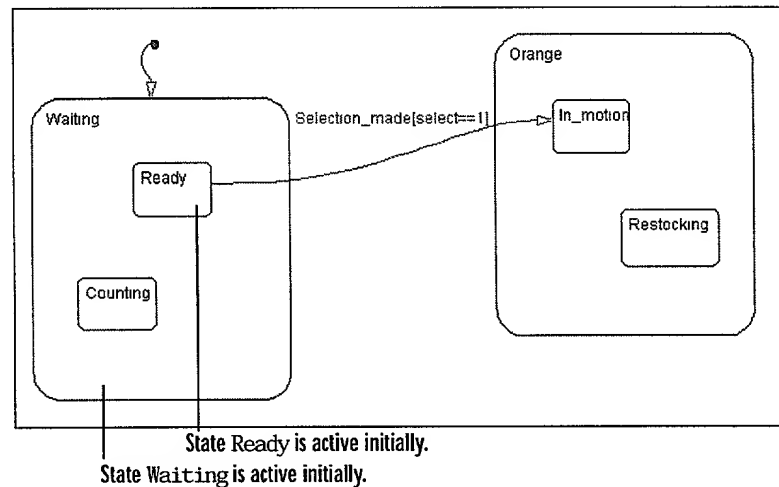 Orange
Waiting
Selection_made[select==1]
In_motion
Ready
Restocking
Counting
State Ready is active initially.
State Waiting is active initially.